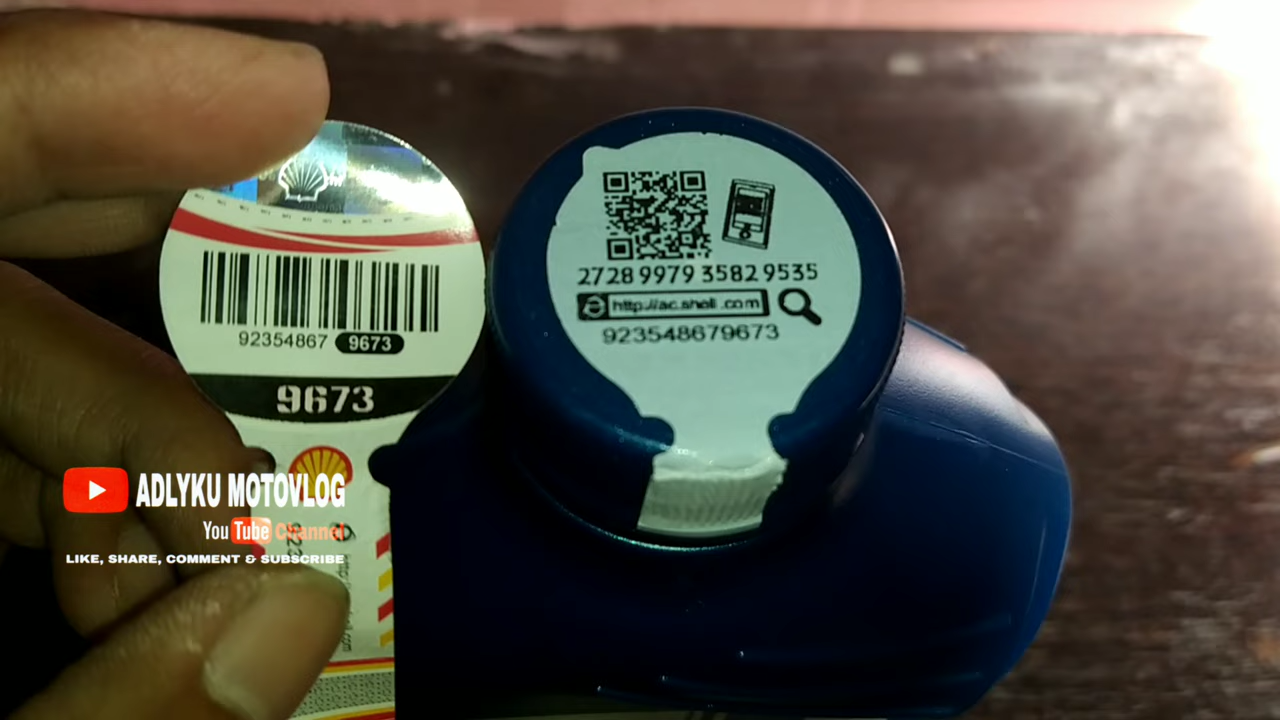 92354867 9673
9673
2728 9979 3582 9535
http://ac.shell.com
923548679673
ADLYKU MOTOVLOG
YouTube Channel
LIKE, SHARE, COMMENT & SUBSCRIBE